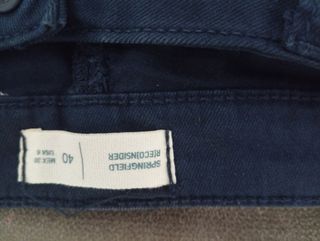 SPRINGFIELD
RECONSIDER
40
MEX 30
USA 8